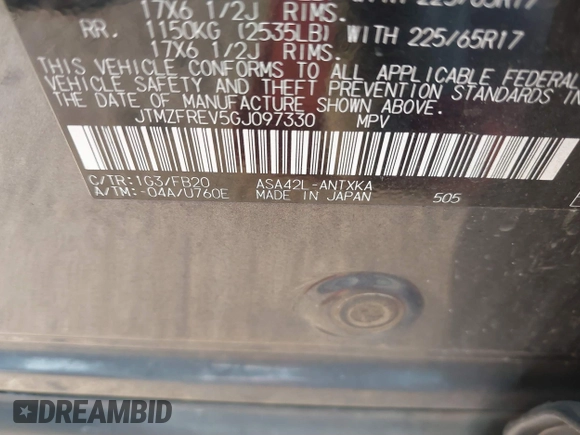 17X6 1/2J RIMS.
RR. 1150KG (2535LB) WITH 225/65R17
17X6 1/2J RIMS.
THIS VEHICLE CONFORMS TO ALL APPLICABLE FEDERAL
VEHICLE SAFETY AND THEFT PREVENTION STA
THE DATE OF MANUFACTURE SHOWN ABOVE.
JTMZFREV5GJ097330 MPV
C/TR:1G3/FB20 ASA42L-ANTXKA
A/TM:-04A/U760E MADE IN JAPAN 505
DREAMBID